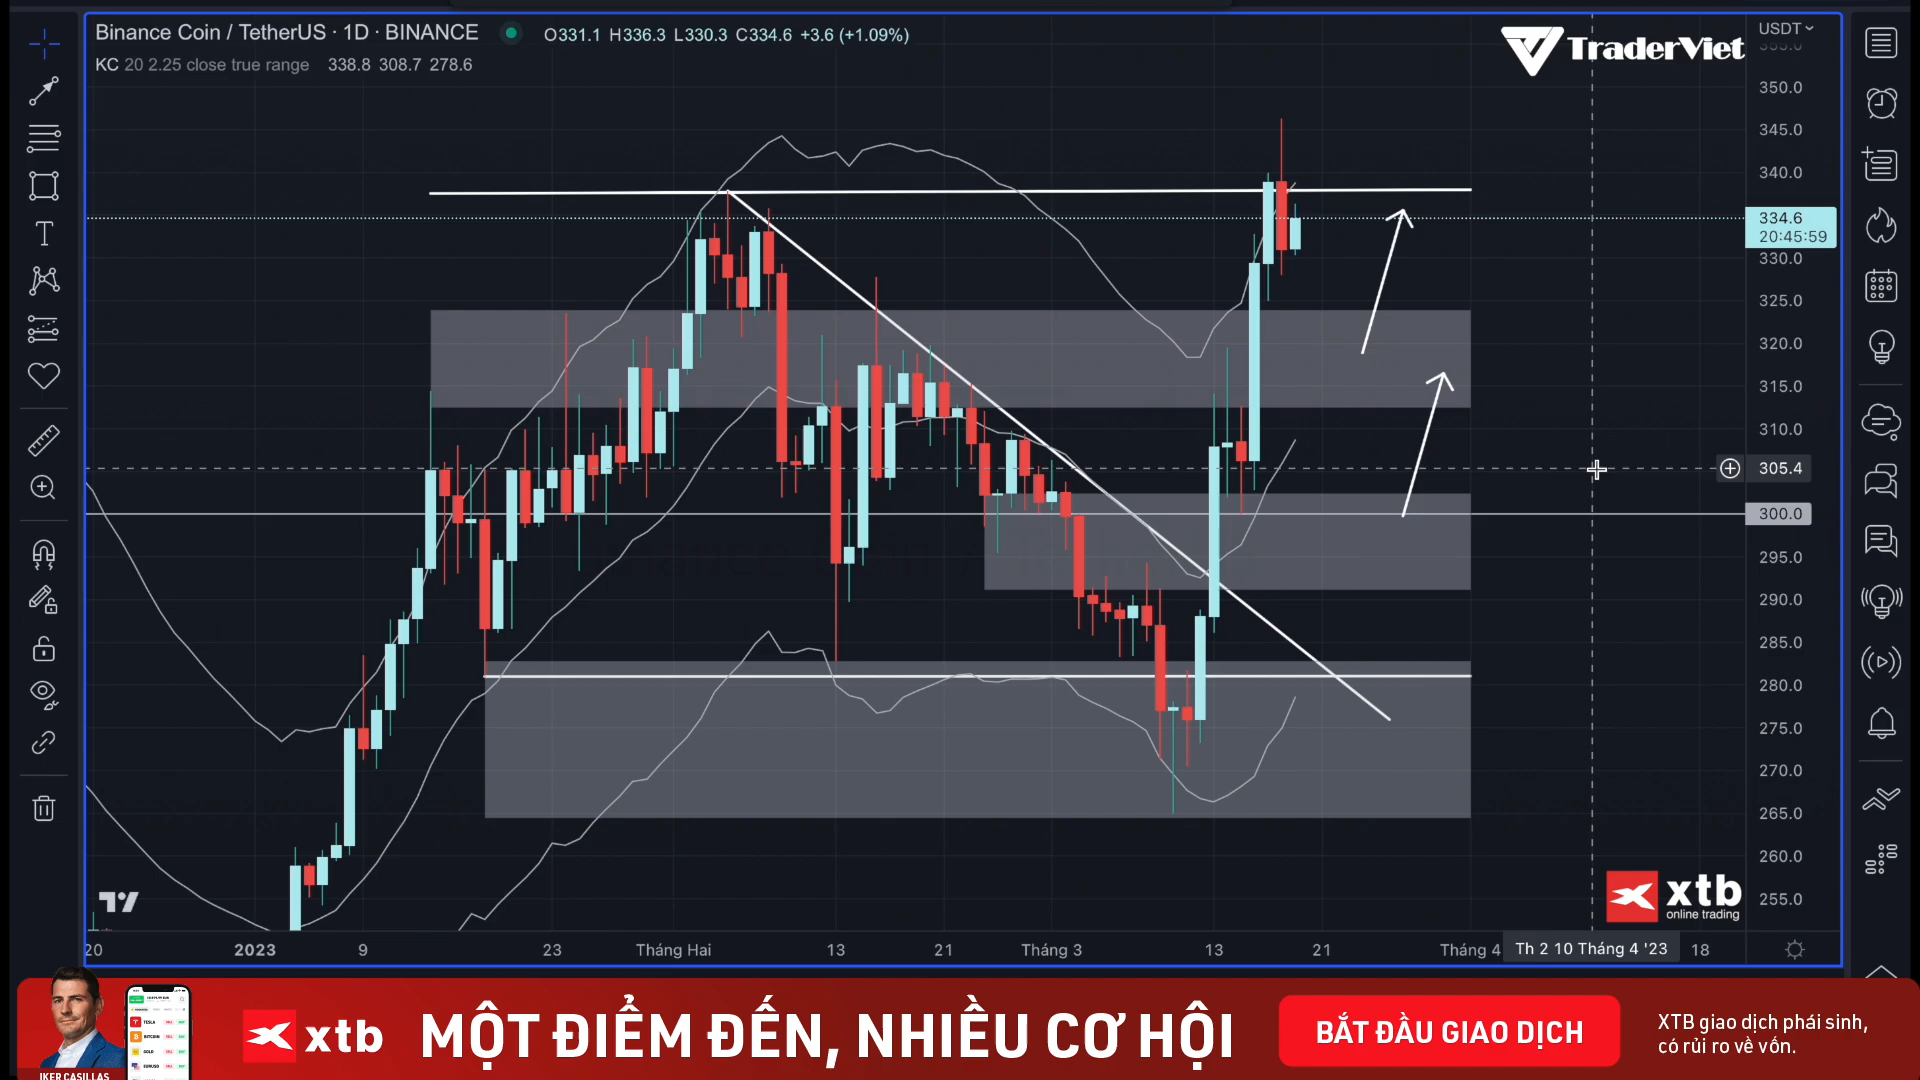 Binance Coin / TetherUS · 1D · BINANCE
O331.1 H336.3 L330.3 C334.6 +3.6 (+1.09%)
KC 20 2.25 close true range 338.8 308.7 278.6
TraderViet
USDT
350.0
345.0
340.0
334.6
20:45:59
330.0
325.0
320.0
315.0
310.0
305.4
300.0
295.0
290.0
285.0
280.0
275.0
270.0
265.0
260.0
255.0
xtb
online trading
20 2023 9 23 Tháng Hai 13 21 Tháng 3 13 21 Tháng 4 Th 2 10 Tháng 4 '23 18
xtb MỘT ĐIỂM ĐẾN, NHIỀU CƠ HỘI
BẮT ĐẦU GIAO DỊCH
XTB giao dịch phái sinh,
có rủi ro về vốn.
IKER CASILLAS
TESLA
BITCOIN
GOLD
EURUSD